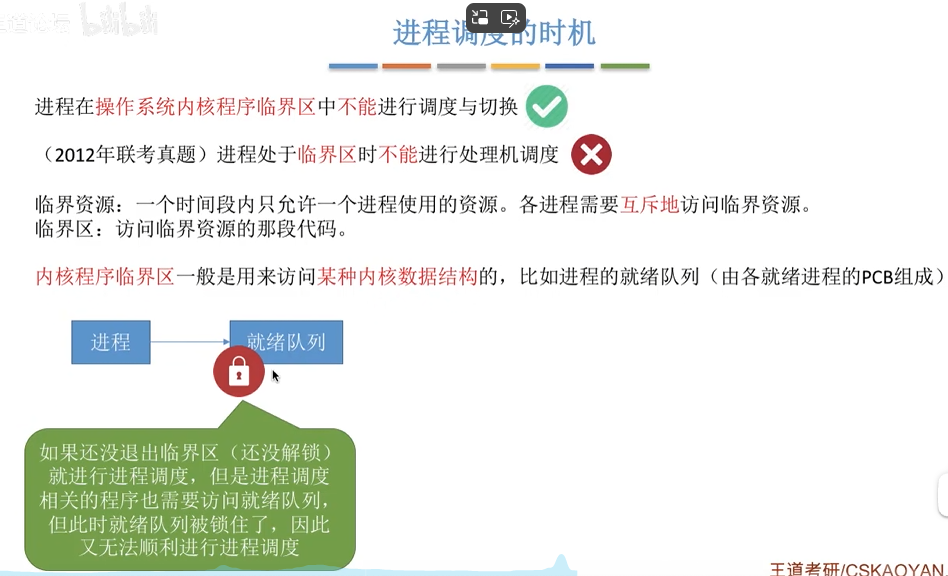 bilibili
进程调度的时机
进程在操作系统内核程序临界区中不能进行调度与切换
（2012年联考真题）进程处于临界区时不能进行处理机调度
临界资源：一个时间段内只允许一个进程使用的资源。各进程需要互斥地访问临界资源。
临界区：访问临界资源的那段代码。
内核程序临界区一般是用来访问某种内核数据结构的，比如进程的就绪队列（由各就绪进程的PCB组成）
进程
就绪队列
如果还没退出临界区（还没解锁）
就进行进程调度，但是进程调度
相关的程序也需要访问就绪队列，
但此时就绪队列被锁住了，因此
又无法顺利进行进程调度
王道考研/CSKAOYAN.